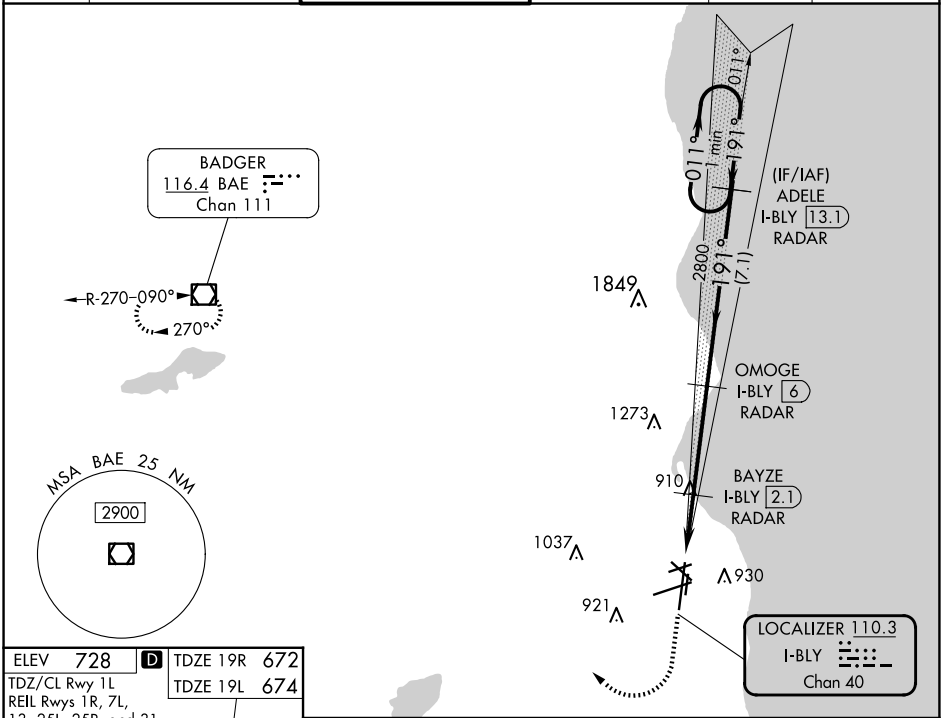 BADGER
116.4 BAE
Chan 111
R-270
090°
270°
MSA BAE 25 NM
2900
1849
1273
910
1037
921
930
011°
011°
1 min
191°
2800
191°
(7.1)
(IF/IAF)
ADELE
I-BLY 13.1
RADAR
OMOGE
I-BLY 6
RADAR
BAYZE
I-BLY 2.1
RADAR
LOCALIZER 110.3
I-BLY
Chan 40
ELEV 728 D TDZE 19R 672
TDZE 19L 674
TDZ/CL Rwy 1L
REIL Rwys 1R, 7L,